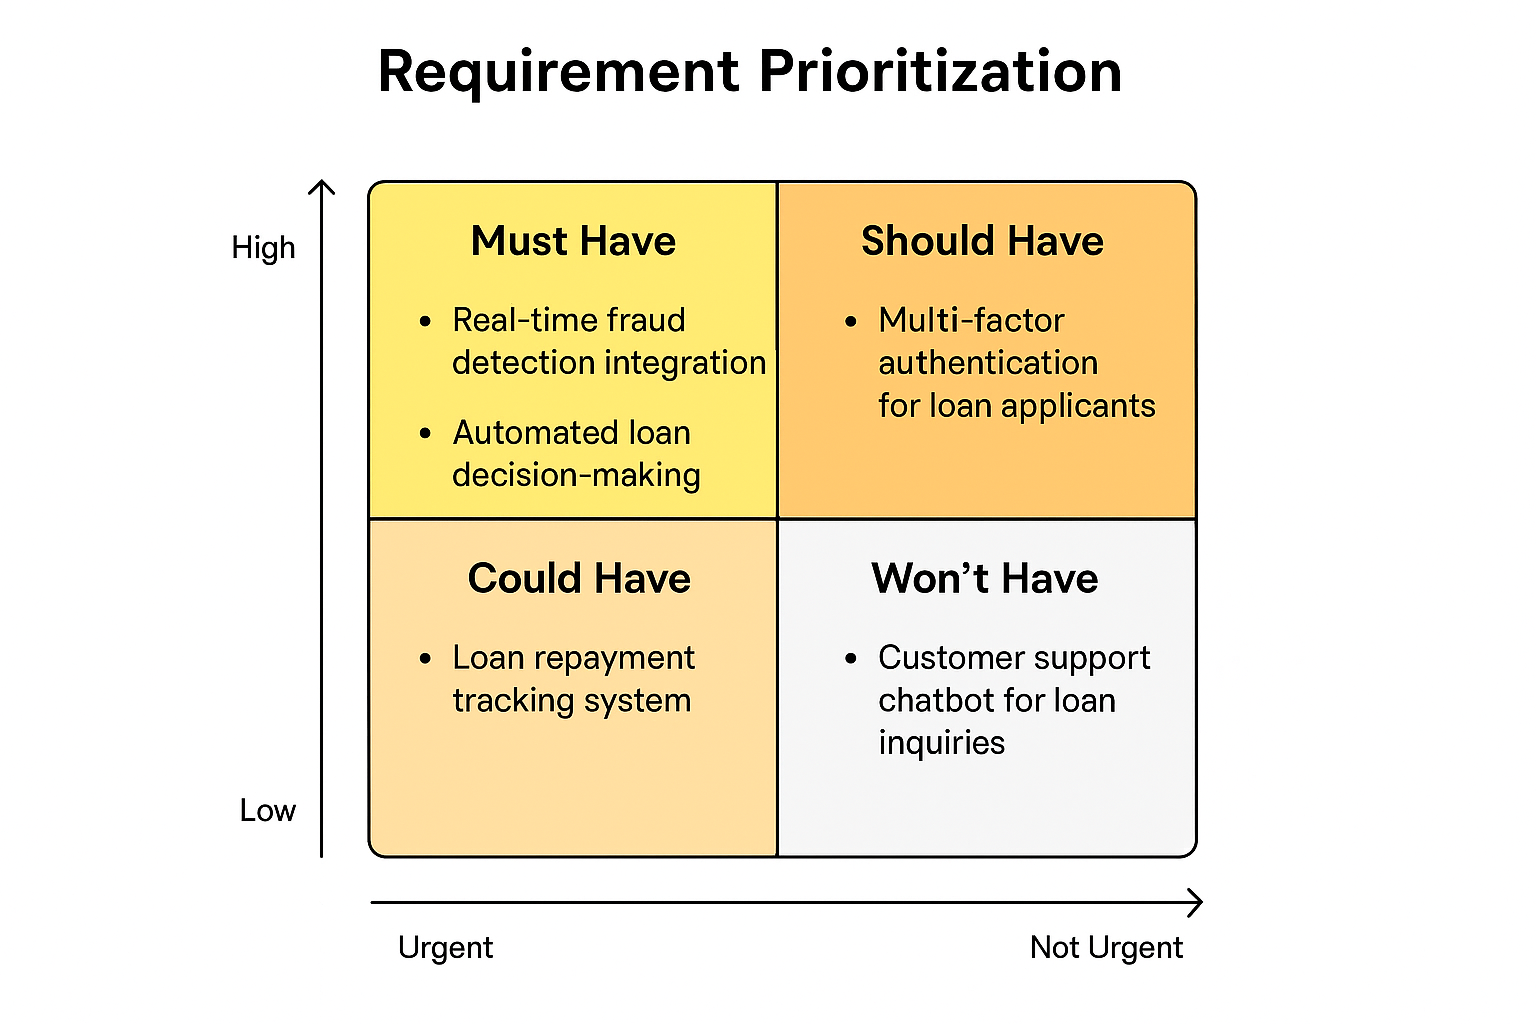 Requirement Prioritization
High
Must Have
• Real-time fraud
detection integration
• Automated loan
decision-making
Should Have
• Multi-factor
authentication
for loan applicants
Could Have
• Loan repayment
tracking system
Won’t Have
• Customer support
chatbot for loan
inquiries
Low
Urgent
Not Urgent